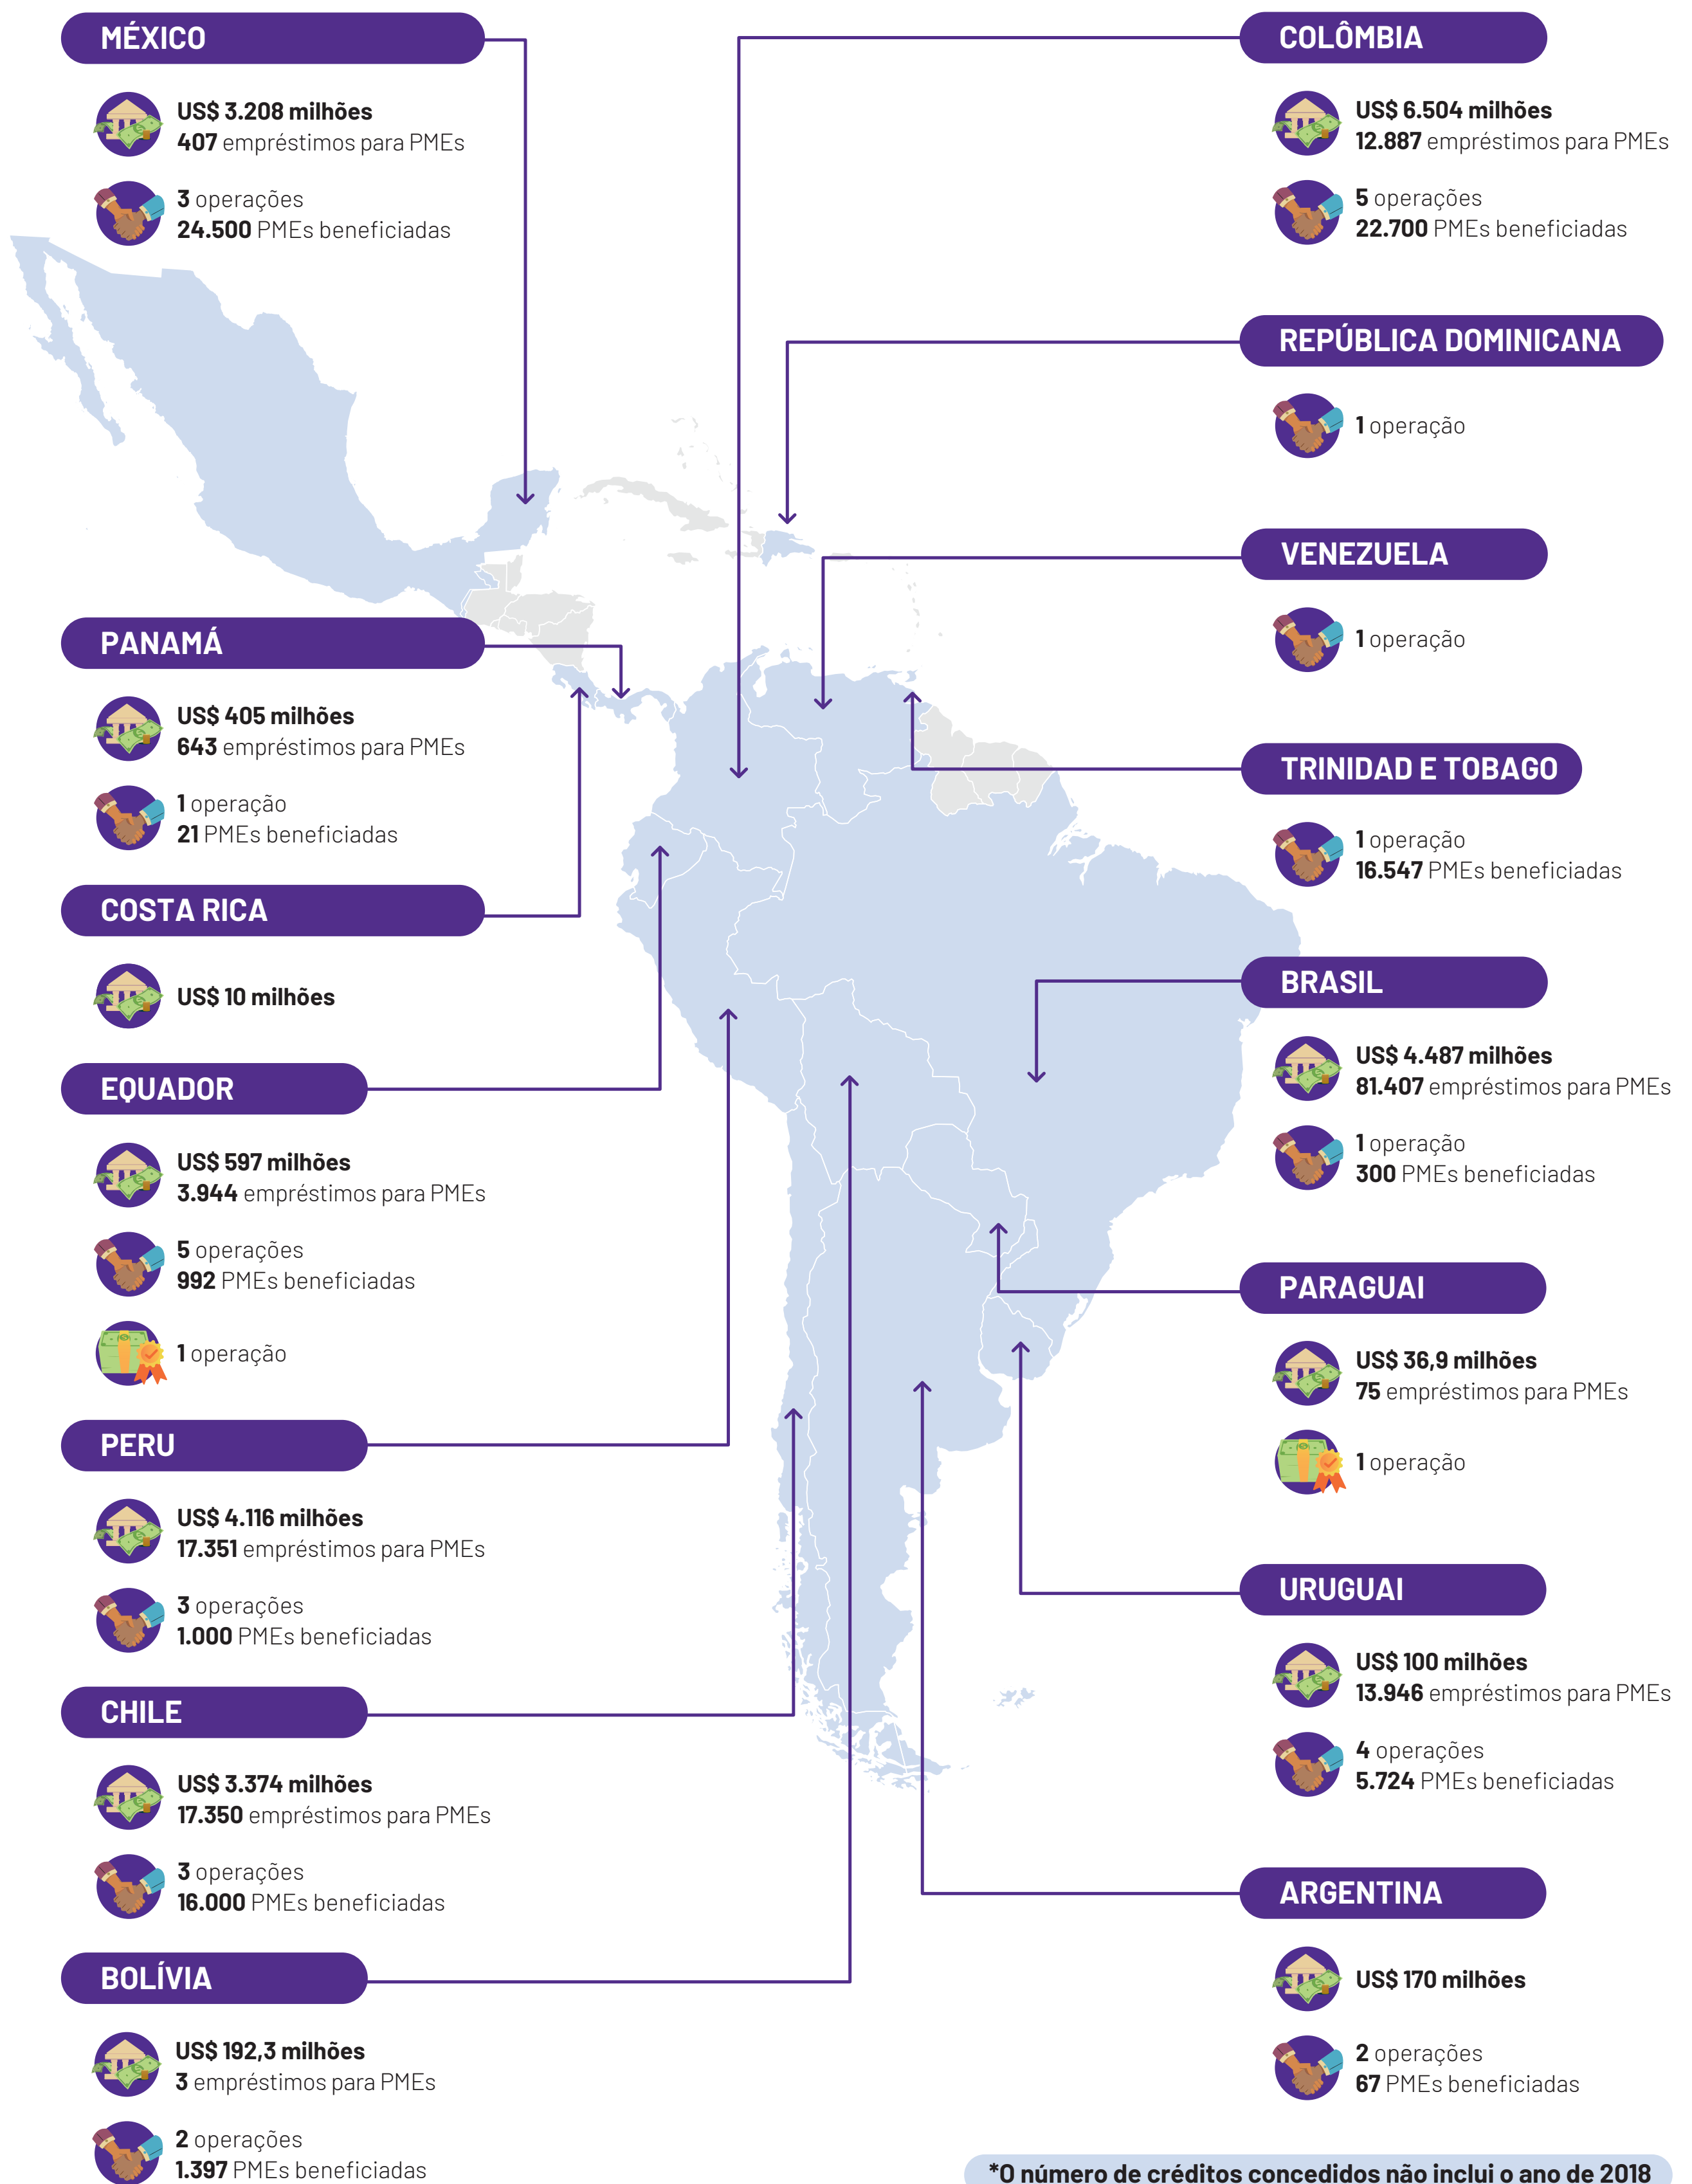 MÉXICO
US$ 3.208 milhões
407 empréstimos para PMEs
3 operações
24.500 PMEs beneficiadas
PANAMÁ
US$ 405 milhões
643 empréstimos para PMEs
1 operação
21 PMEs beneficiadas
COSTA RICA
US$ 10 milhões
EQUADOR
US$ 597 milhões
3.944 empréstimos para PMEs
5 operações
992 PMEs beneficiadas
1 operação
PERU
US$ 4.116 milhões
17.351 empréstimos para PMEs
3 operações
1.000 PMEs beneficiadas
CHILE
US$ 3.374 milhões
17.350 empréstimos para PMEs
3 operações
16.000 PMEs beneficiadas
BOLÍVIA
US$ 192,3 milhões
3 empréstimos para PMEs
2 operações
1.397 PMEs beneficiadas
COLÔMBIA
US$ 6.504 milhões
12.887 empréstimos para PMEs
5 operações
22.700 PMEs beneficiadas
REPÚBLICA DOMINICANA
1 operação
VENEZUELA
1 operação
TRINIDAD E TOBAGO
1 operação
16.547 PMEs beneficiadas
BRASIL
US$ 4.487 milhões
81.407 empréstimos para PMEs
1 operação
300 PMEs beneficiadas
PARAGUAI
US$ 36,9 milhões
75 empréstimos para PMEs
1 operação
URUGUAI
US$ 100 milhões
13.946 empréstimos para PMEs
4 operações
5.724 PMEs beneficiadas
ARGENTINA
US$ 170 milhões
2 operações
67 PMEs beneficiadas
*O número de créditos concedidos não inclui o ano de 2018